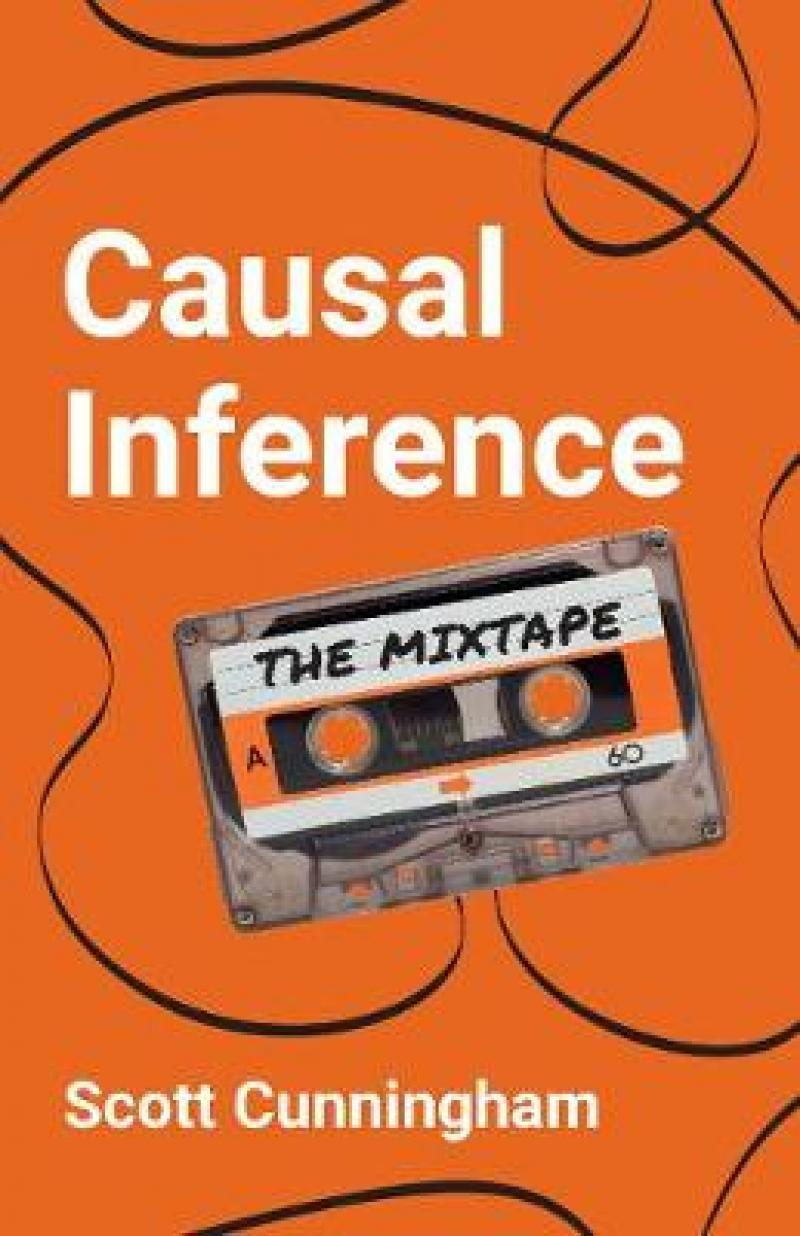 Causal
Inference
THE MIXTAPE
A
60
Scott Cunningham